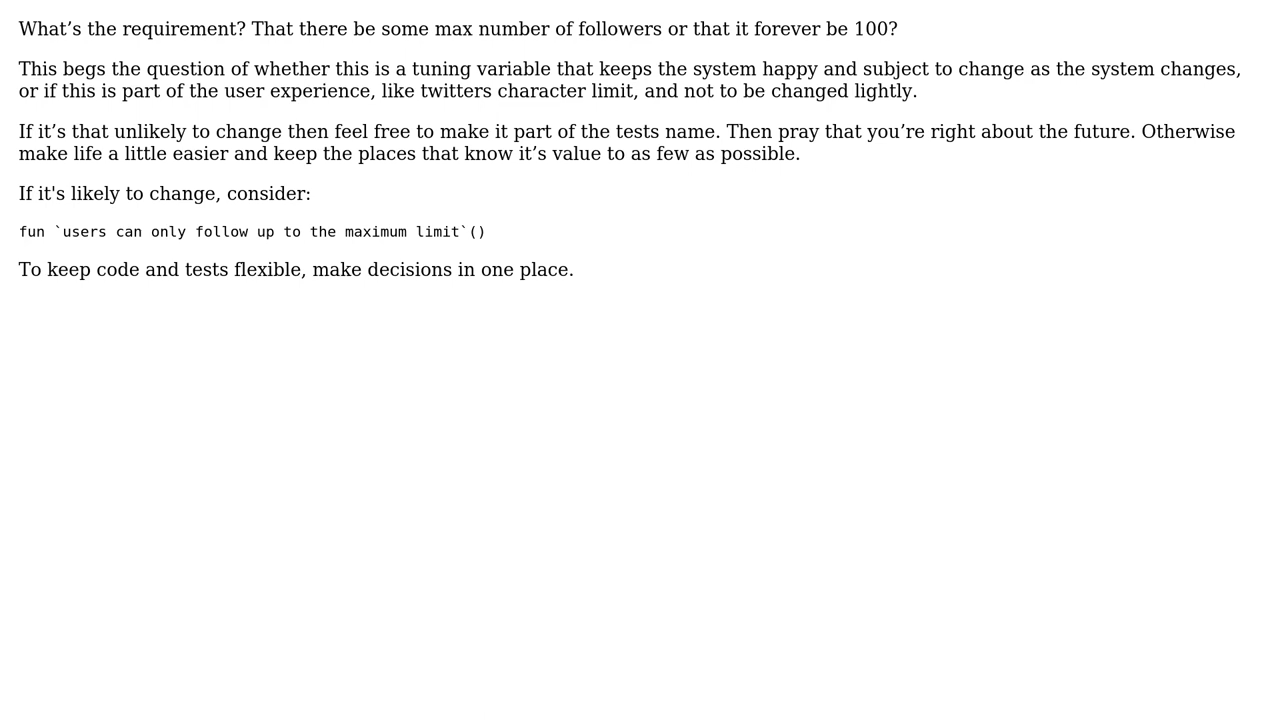 What’s the requirement? That there be some max number of followers or that it forever be 100?
This begs the question of whether this is a tuning variable that keeps the system happy and subject to change as the system changes,
or if this is part of the user experience, like twitters character limit, and not to be changed lightly.
If it’s that unlikely to change then feel free to make it part of the tests name. Then pray that you’re right about the future. Otherwise
make life a little easier and keep the places that know it’s value to as few as possible.
If it's likely to change, consider:
fun `users can only follow up to the maximum limit`()
To keep code and tests flexible, make decisions in one place.